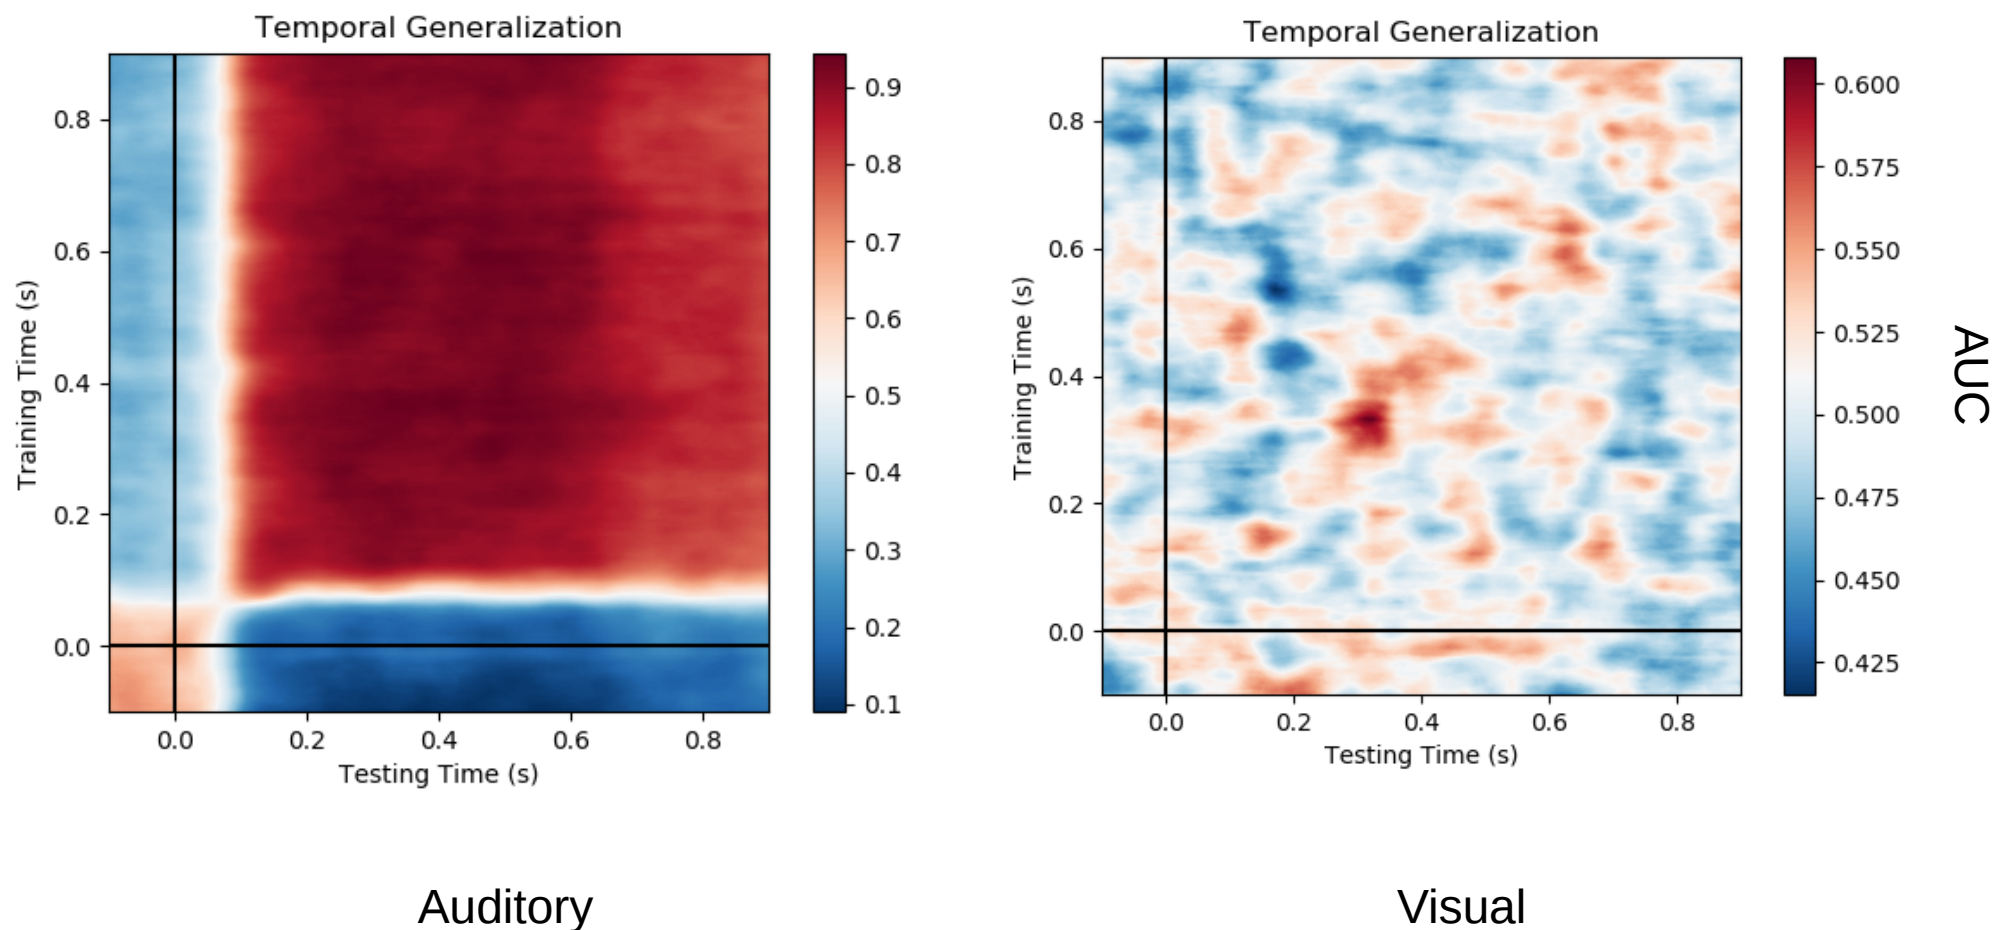 Temporal Generalization
Training Time (s)
0.8
0.6
0.4
0.2
0.0
0.0 0.2 0.4 0.6 0.8
Testing Time (s)
0.9
0.8
0.7
0.6
0.5
0.4
0.3
0.2
0.1
Auditory
Temporal Generalization
Training Time (s)
0.8
0.6
0.4
0.2
0.0
0.0 0.2 0.4 0.6 0.8
Testing Time (s)
0.600
0.575
0.550
0.525
0.500
0.475
0.450
0.425
AUC
Visual